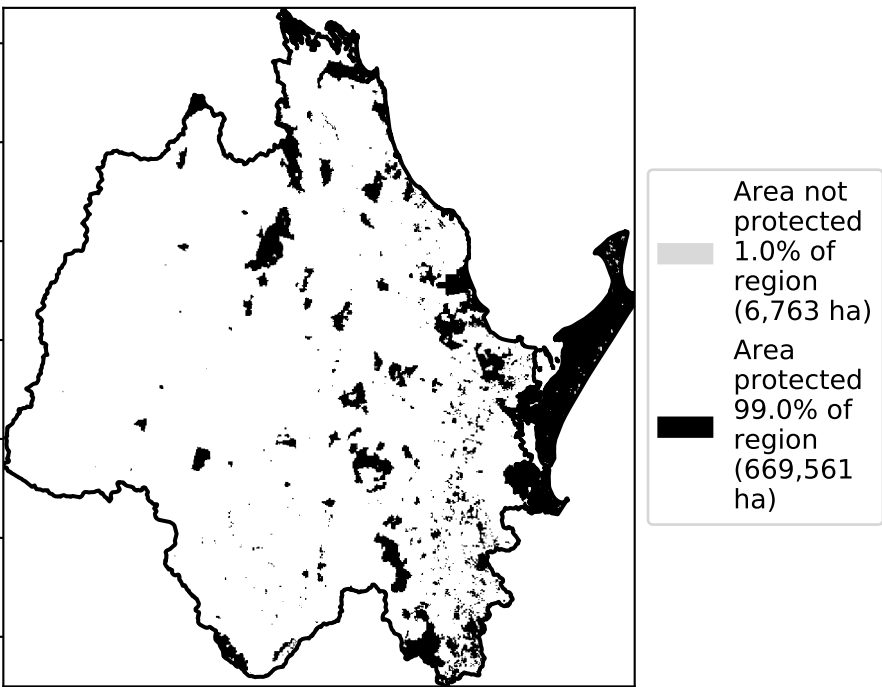 Area not
protected
1.0% of
region
(6,763 ha)
Area
protected
99.0% of
region
(669,561
ha)